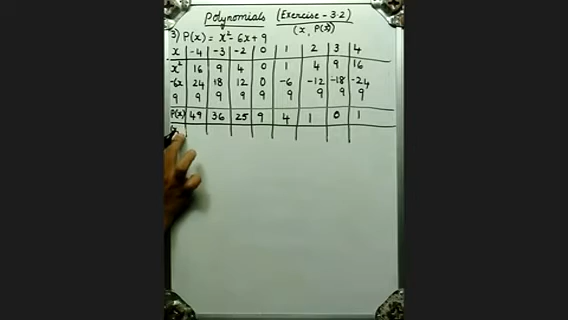 Polynomials (Exercise - 3.2)
(x, P(x))
3) P(x) = x² - 6x + 9
x -4 -3 -2 0 1 2 3 4
x² 16 9 4 0 1 4 9 16
-6x 24 18 12 0 -6 -12 -18 -24
9 9 9 9 9 9 9 9 9
P(x) 49 36 25 9 4 1 0 1
(x